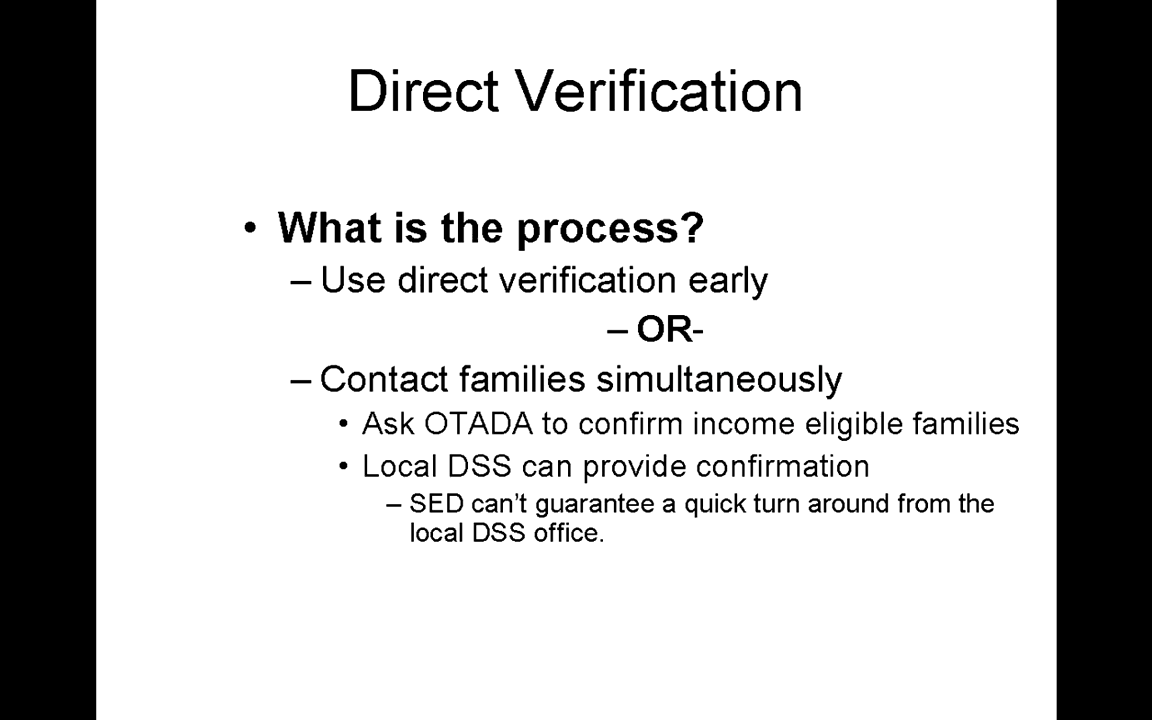 Direct Verification
• What is the process?
– Use direct verification early
– OR-
– Contact families simultaneously
• Ask OTADA to confirm income eligible families
• Local DSS can provide confirmation
– SED can't guarantee a quick turn around from the
local DSS office.